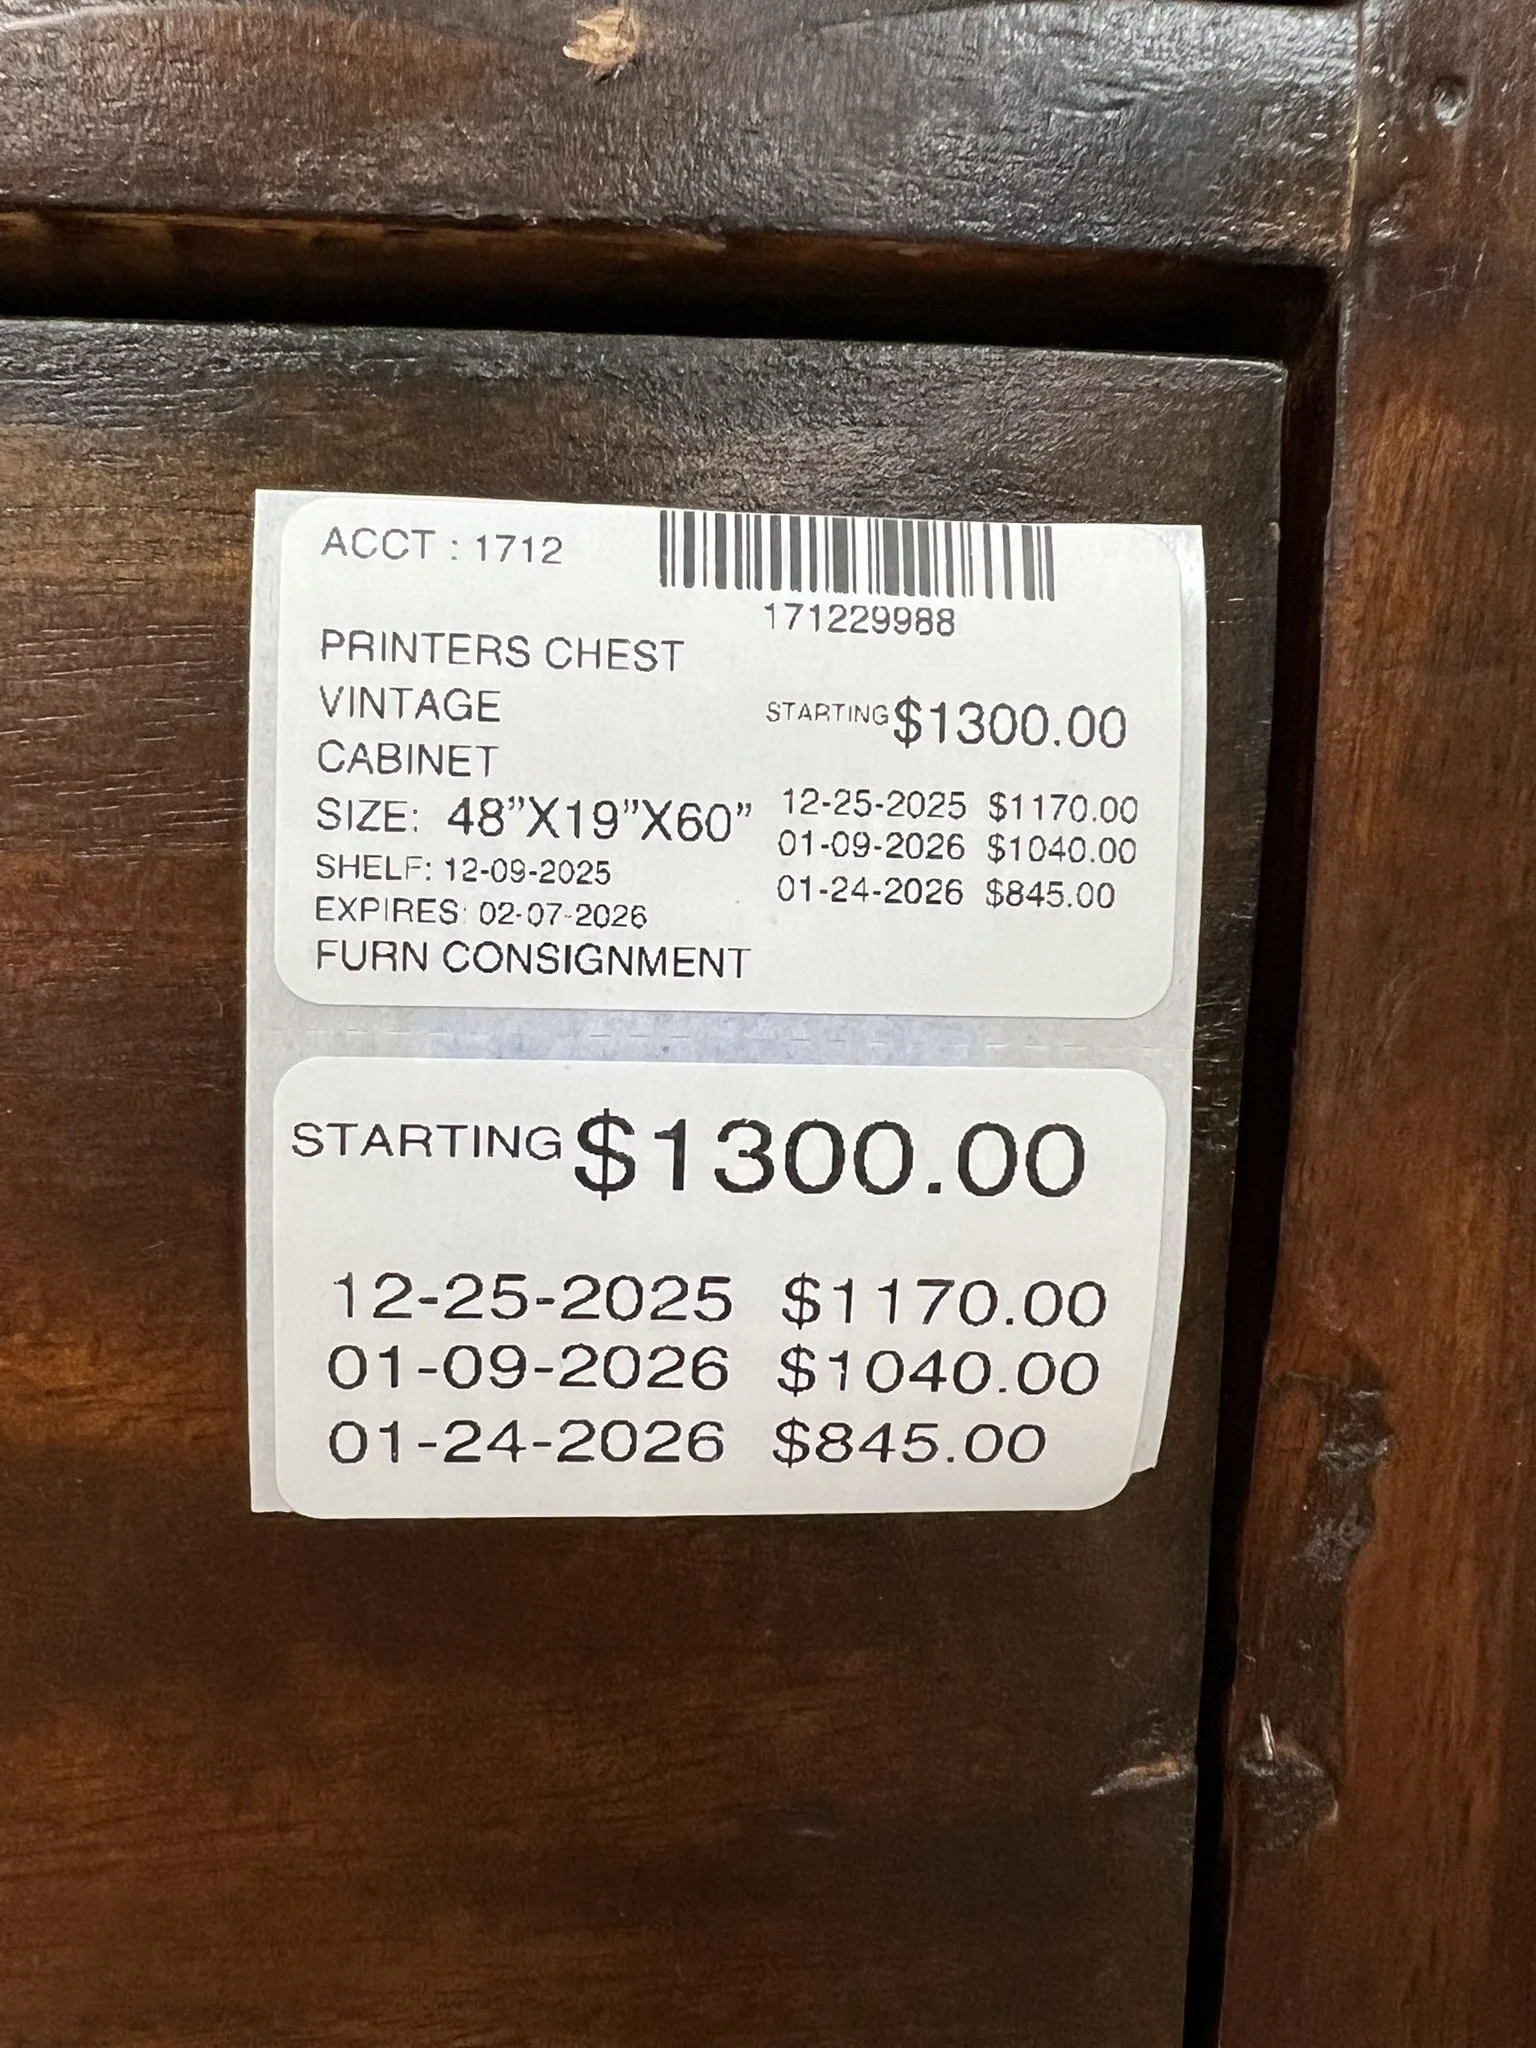 ACCT : 1712
171229988
PRINTERS CHEST
VINTAGE
CABINET
SIZE: 48"X19"X60"
SHELF: 12-09-2025
EXPIRES: 02-07-2026
FURN CONSIGNMENT
STARTING $1300.00
12-25-2025 $1170.00
01-09-2026 $1040.00
01-24-2026 $845.00
STARTING $1300.00
12-25-2025 $1170.00
01-09-2026 $1040.00
01-24-2026 $845.00